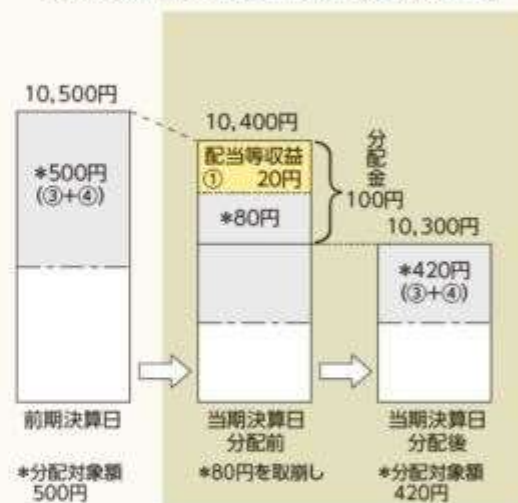 10,500円
*500円
(③+④)
前期決算日
*分配対象額
500円
10,400円
配当等収益
① 20円
*80円
分配金
100円
当期決算日
分配前
*80円を取崩し
10,300円
*420円
(③+④)
当期決算日
分配後
*分配対象額
420円